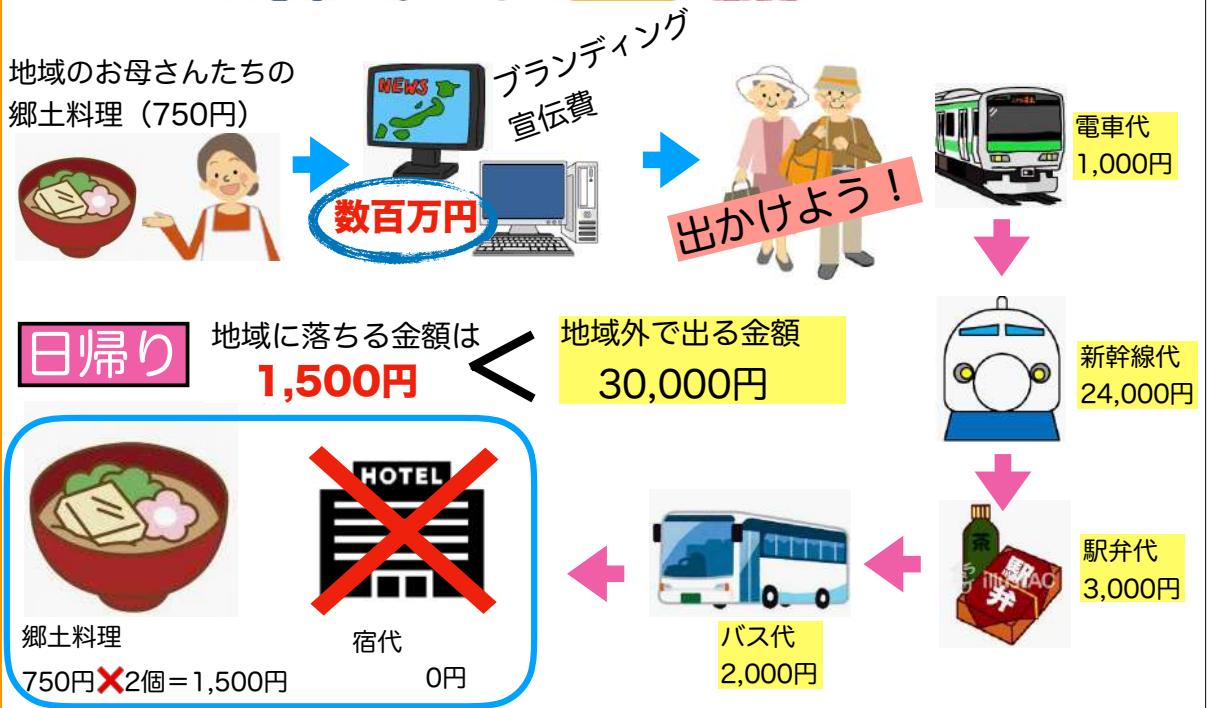 地域のお母さんたちの
郷土料理（750円）
NEWS
ブランディング
宣伝費
数百万円
出かけよう！
電車代
1,000円
新幹線代
24,000円
茶
駅弁
駅弁代
3,000円
バス代
2,000円
日帰り
地域に落ちる金額は
1,500円
<
地域外で出る金額
30,000円
HOTEL
郷土料理
750円×2個＝1,500円
宿代
0円